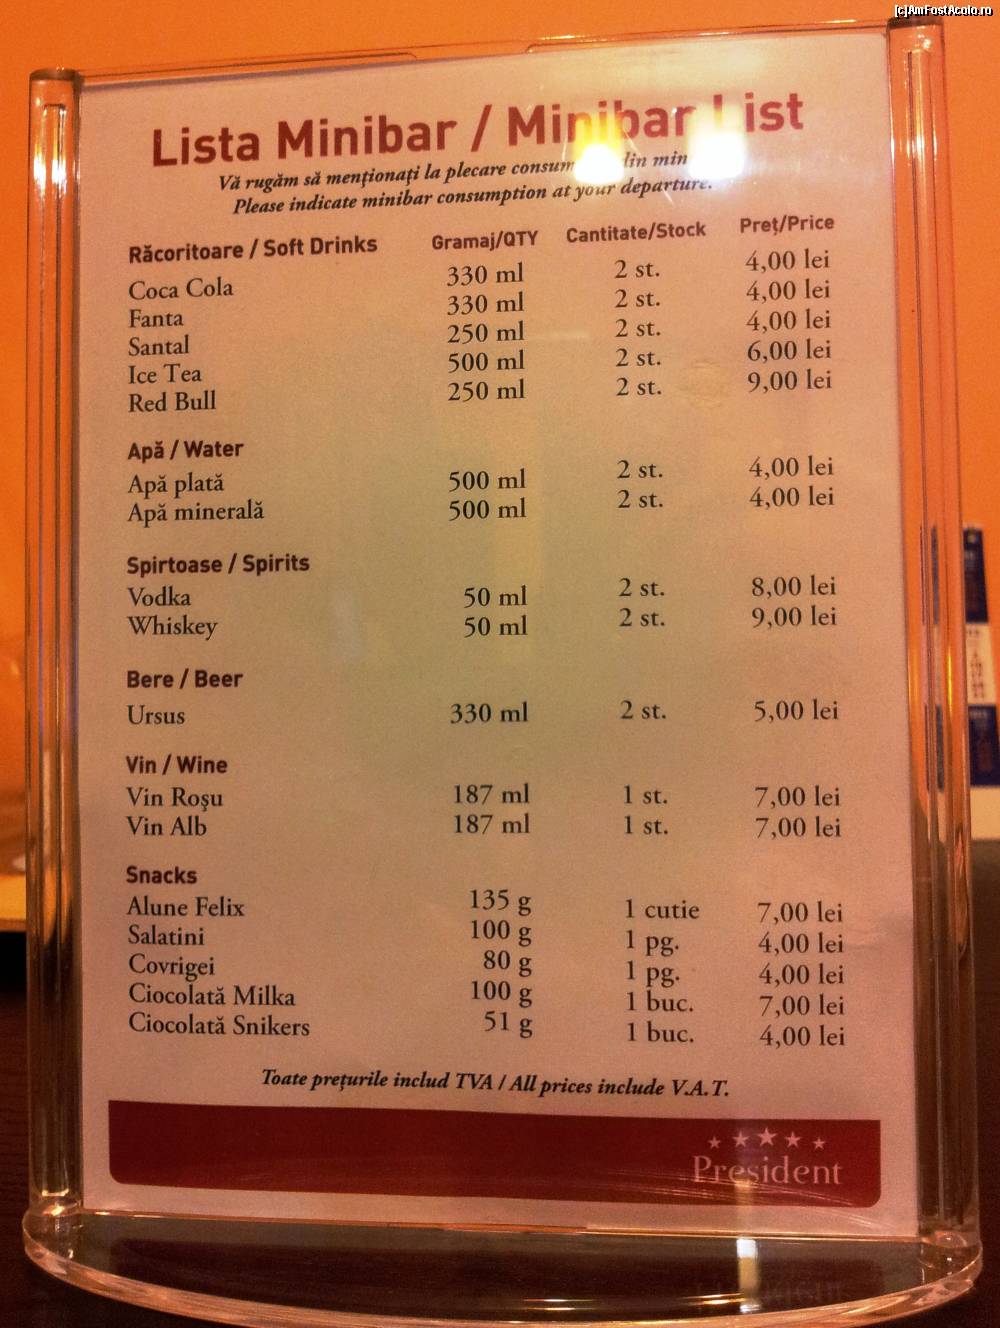 [c]AmFostAcolo.ro
Lista Minibar / Minibar List
Vă rugăm să menționați la plecare din min
Please indicate minibar consumption at your departure.
Răcoritoare / Soft Drinks Gramaj/QTY Cantitate/Stock Preț/Price
Coca Cola 330 ml 2 st. 4,00 lei
Fanta 330 ml 2 st. 4,00 lei
Santal 250 ml 2 st. 4,00 lei
Ice Tea 500 ml 2 st. 6,00 lei
Red Bull 250 ml 2 st. 9,00 lei
Apă / Water
Apă plată 500 ml 2 st. 4,00 lei
Apă minerală 500 ml 2 st. 4,00 lei
Spirtoase / Spirits
Vodka 50 ml 2 st. 8,00 lei
Whiskey 50 ml 2 st. 9,00 lei
Bere / Beer
Ursus 330 ml 2 st. 5,00 lei
Vin / Wine
Vin Roşu 187 ml 1 st. 7,00 lei
Vin Alb 187 ml 1 st. 7,00 lei
Snacks
Alune Felix 135 g 1 cutie 7,00 lei
Salatini 100 g 1 pg. 4,00 lei
Covrigei 80 g 1 pg. 4,00 lei
Ciocolată Milka 100 g 1 buc. 7,00 lei
Ciocolată Snikers 51 g 1 buc. 4,00 lei
Toate prețurile includ TVA / All prices include V.A.T.
President